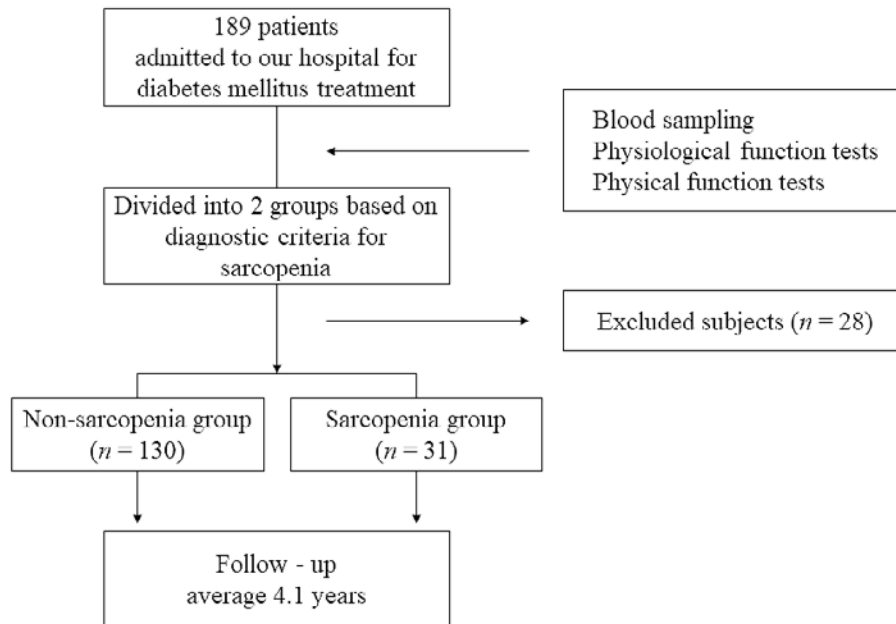 189 patients
admitted to our hospital for
diabetes mellitus treatment
Blood sampling
Physiological function tests
Physical function tests
Divided into 2 groups based on
diagnostic criteria for
sarcopenia
Excluded subjects (n = 28)
Non-sarcopenia group
(n = 130)
Sarcopenia group
(n = 31)
Follow - up
average 4.1 years